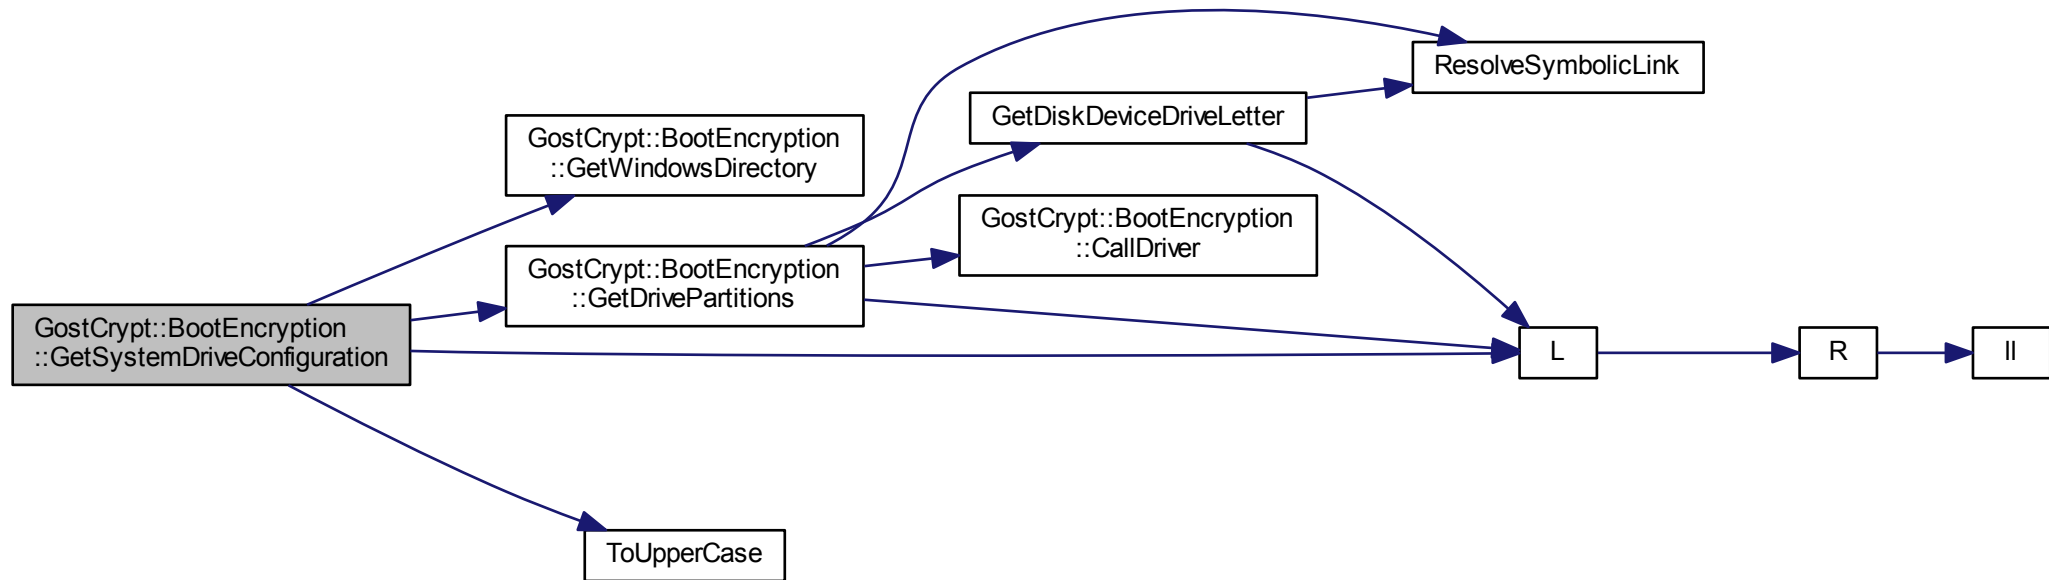 ResolveSymbolicLink
GetDiskDeviceDriveLetter
GostCrypt::BootEncryption
::GetWindowsDirectory
GostCrypt::BootEncryption
::CallDriver
GostCrypt::BootEncryption
::GetDrivePartitions
GostCrypt::BootEncryption
::GetSystemDriveConfiguration
L
R
ll
ToUpperCase